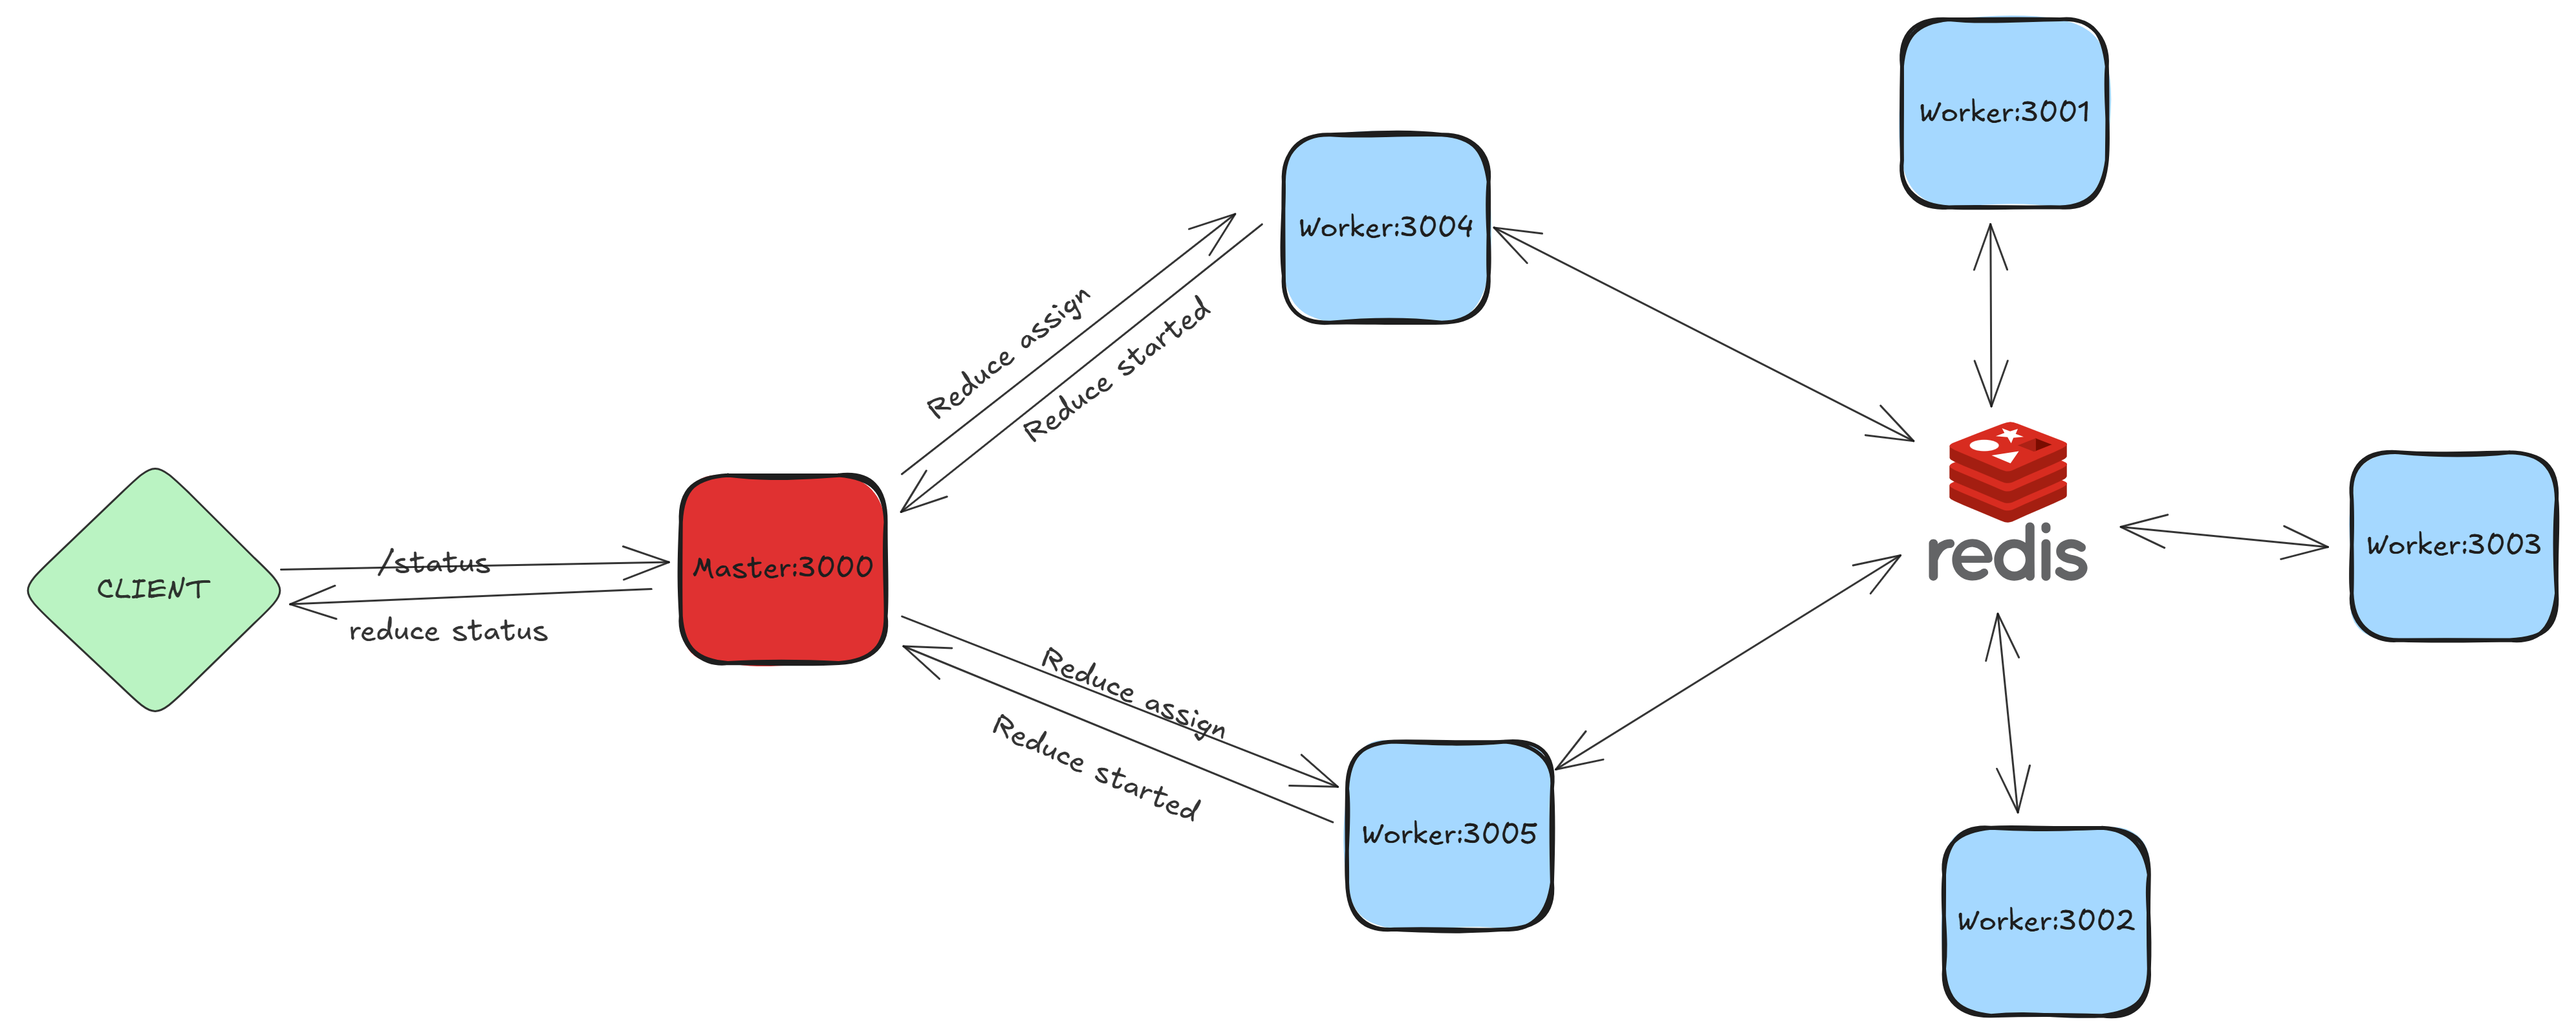 CLIENT
/status
reduce status
Master:3000
Reduce assign
Reduce started
Reduce assign
Reduce started
Worker:3004
Worker:3005
Worker:3001
redis
Worker:3003
Worker:3002